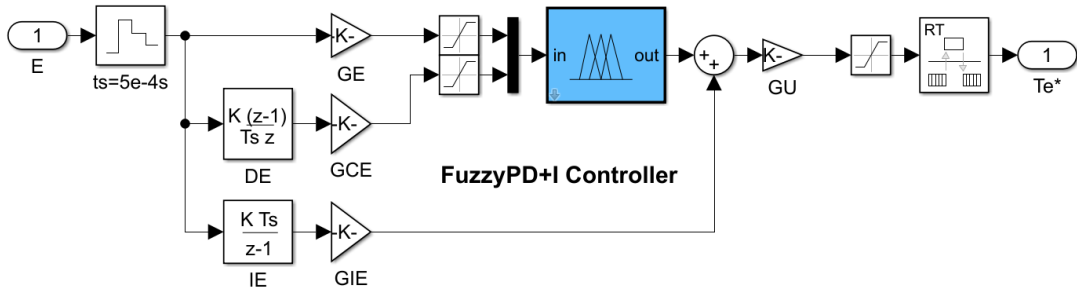 1
E
ts=5e-4s
-K-
GE
K (z-1)
Ts z
DE
-K-
GCE
K Ts
z-1
IE
-K-
GIE
in
out
FuzzyPD+I Controller
+
+
K-
GU
RT
1
Te*